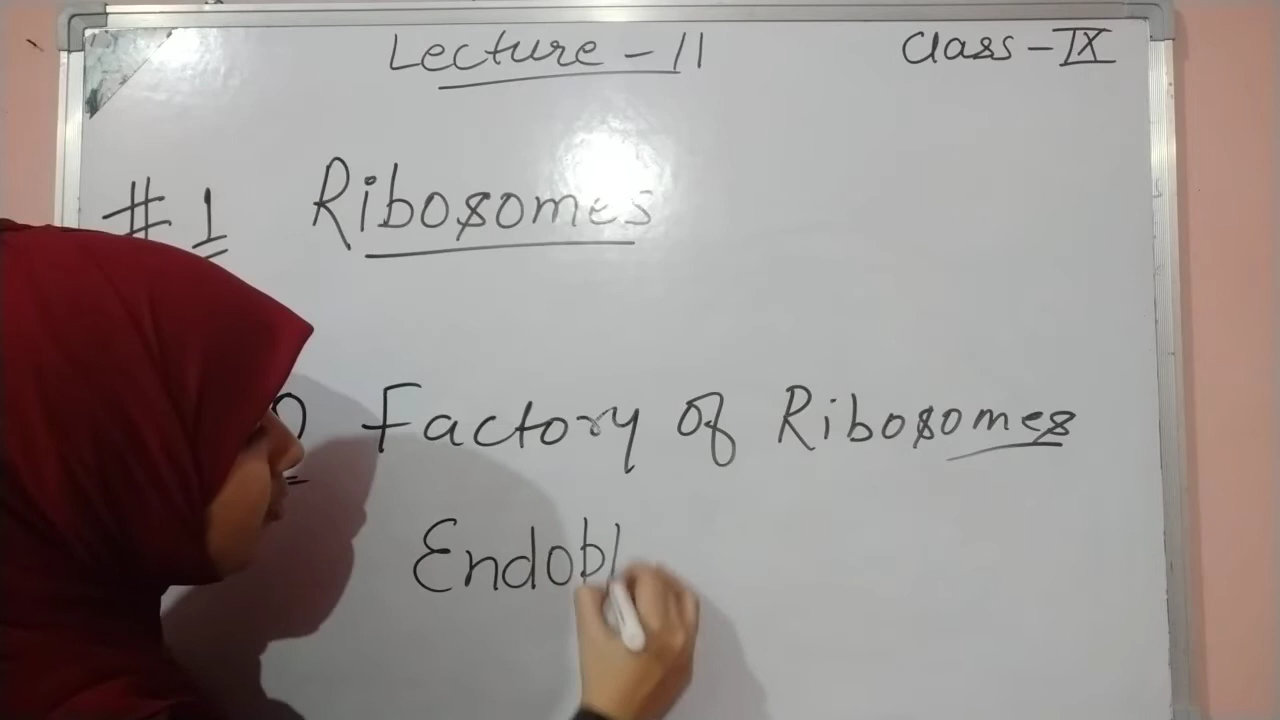 Lecture - 11
Class - IX
# 1 Ribosomes
Factory of Ribosomes
Endobl